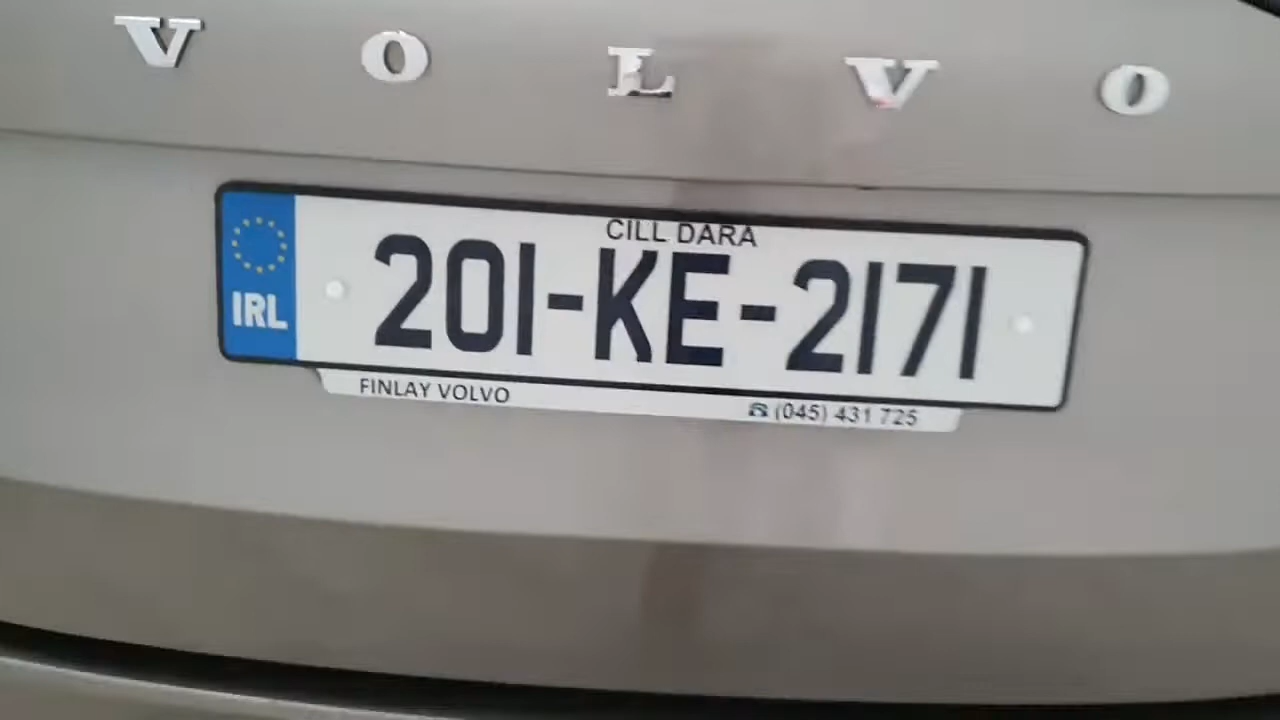 VOLVO
CILL DARA
IRL
201-KE-2171
FINLAY VOLVO
(045) 431 725